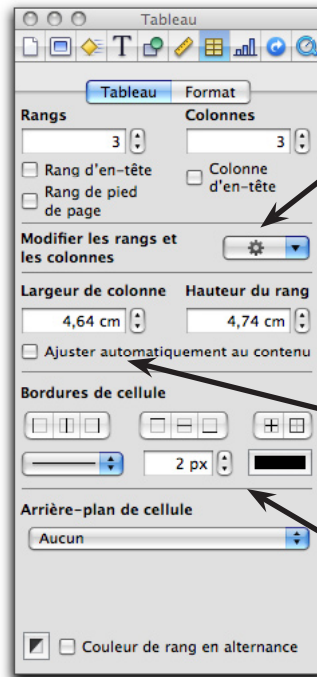 Tableau
T
Tableau Format
Rangs Colonnes
3 3
Rang d'en-tête
Colonne
d'en-tête
Rang de pied
de page
Modifier les rangs et
les colonnes
Largeur de colonne Hauteur du rang
4,64 cm 4,74 cm
Ajuster automatiquement au contenu
Bordures de cellule
2 px
Arrière-plan de cellule
Aucun
Couleur de rang en alternance